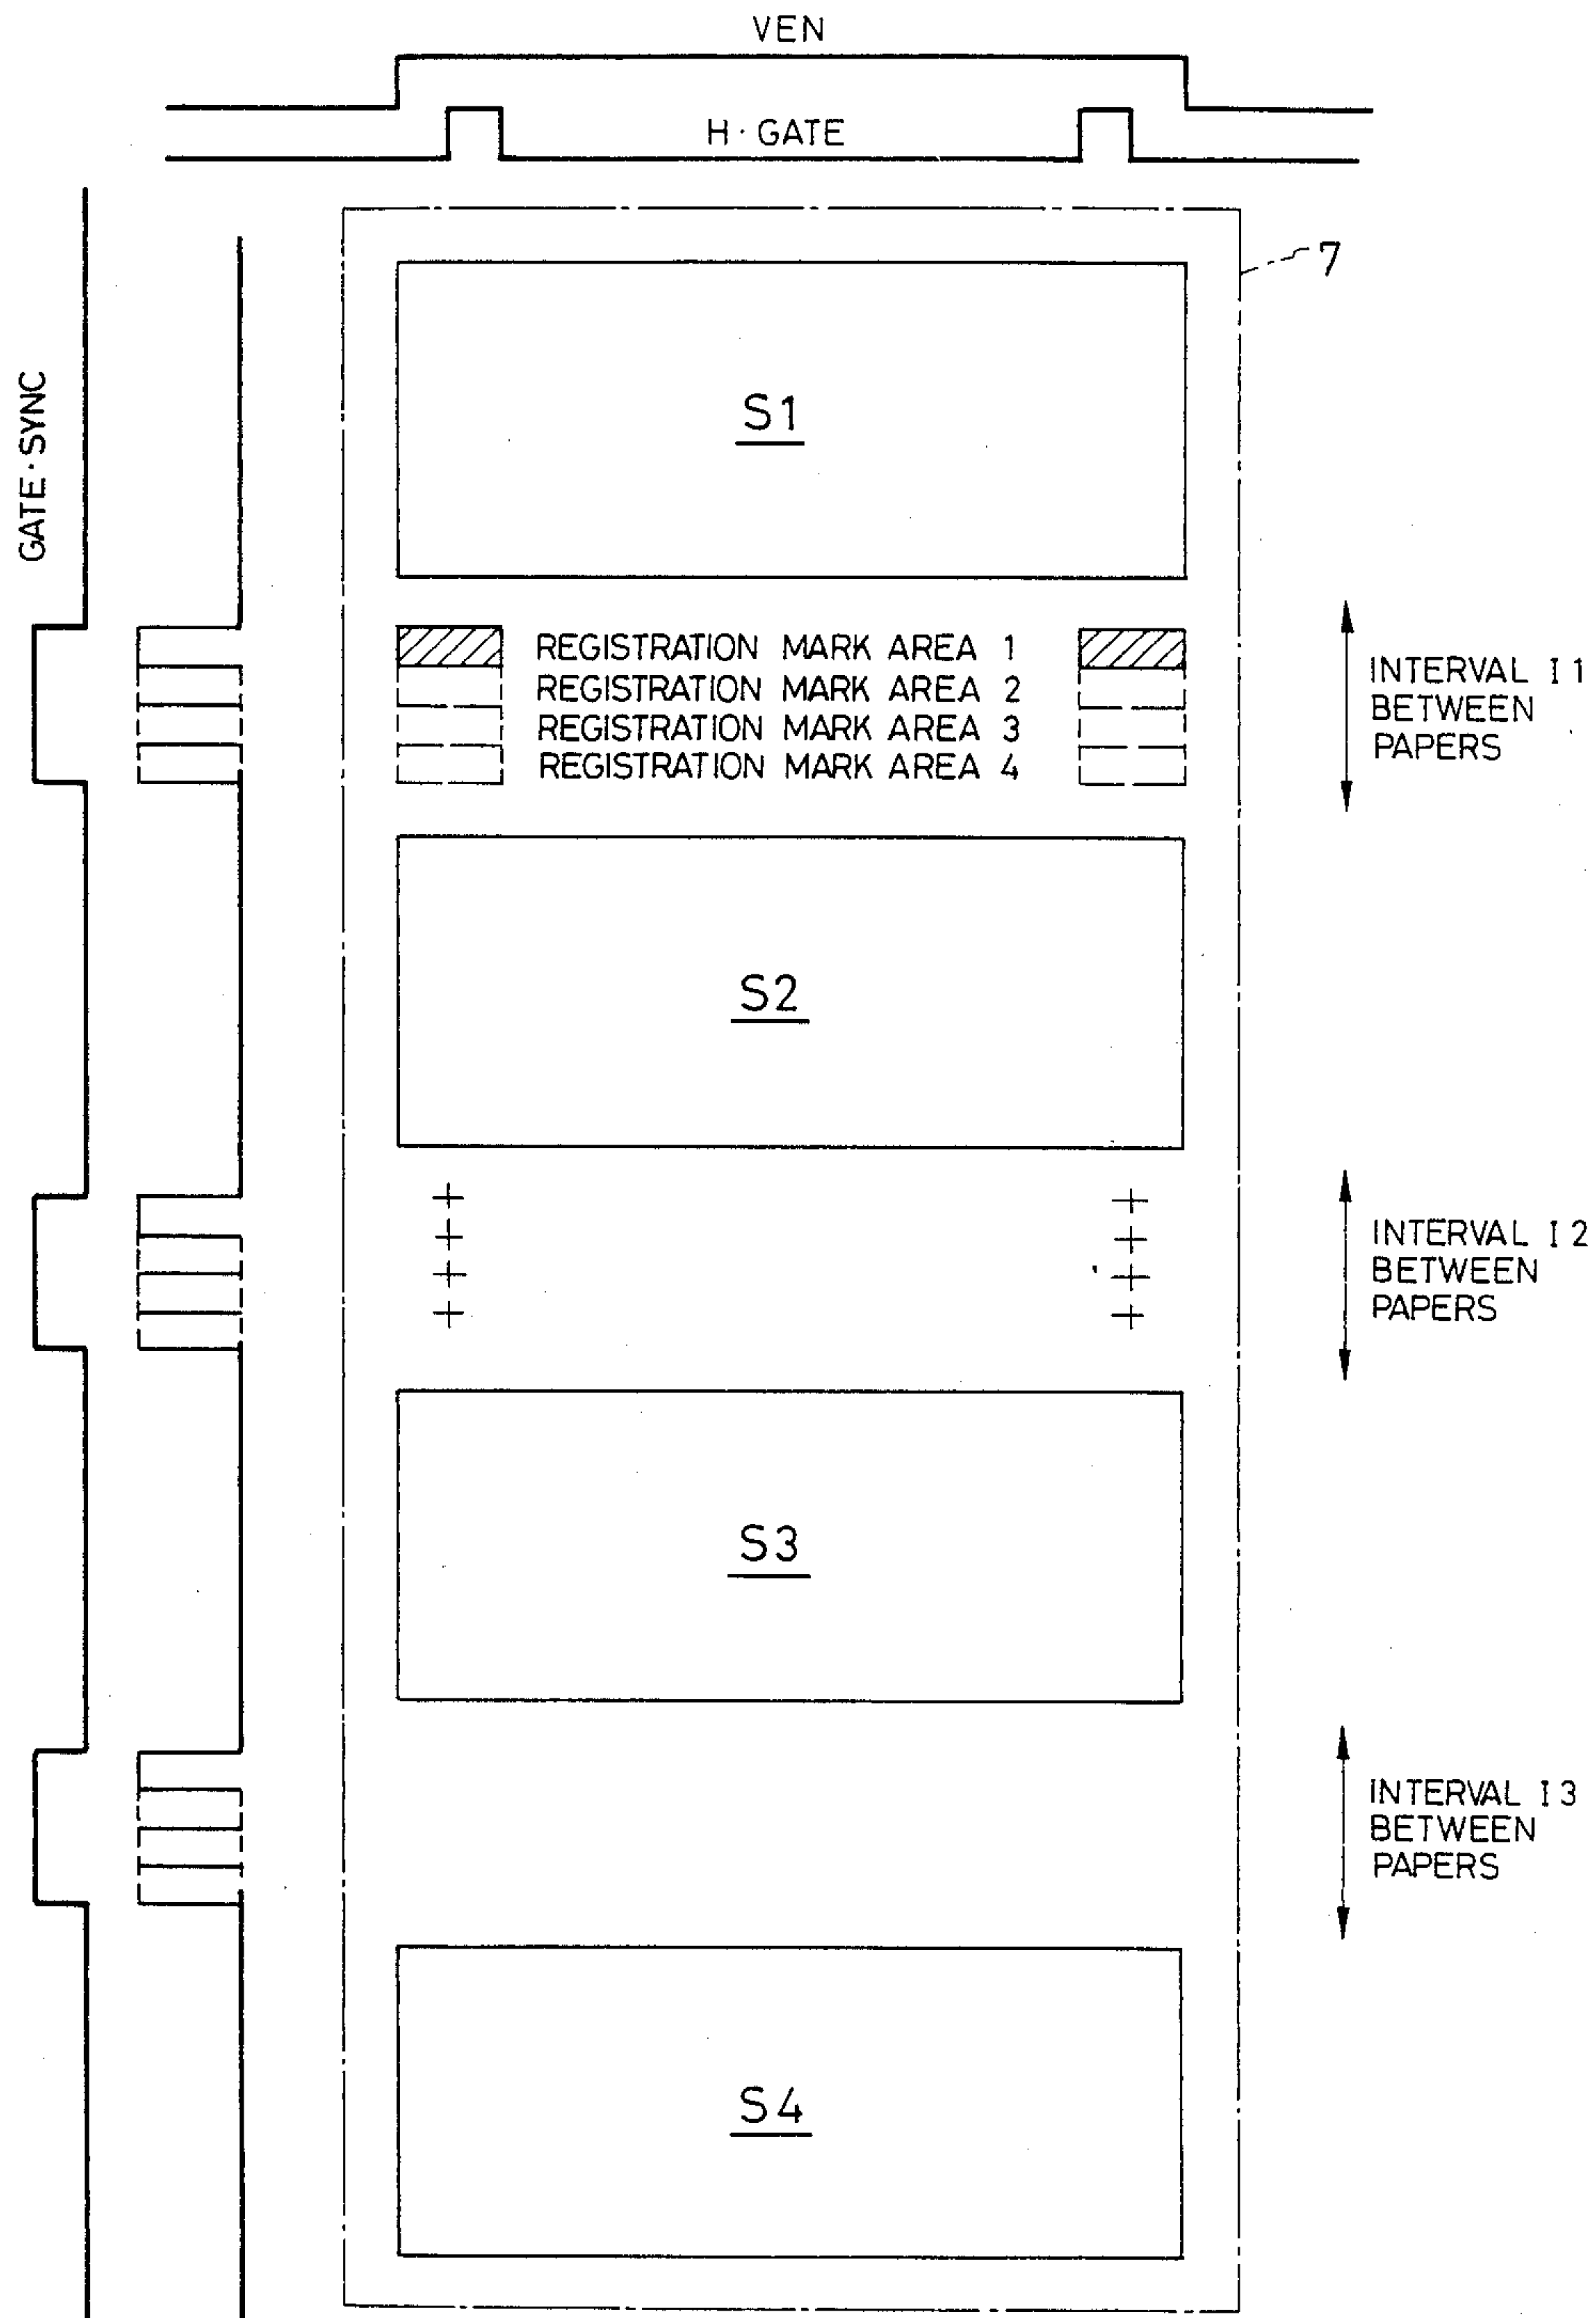 VEN
H·GATE
7
GATE·SYNC
S1
REGISTRATION MARK AREA 1
REGISTRATION MARK AREA 2
REGISTRATION MARK AREA 3
REGISTRATION MARK AREA 4
INTERVAL I1
BETWEEN
PAPERS
S2
INTERVAL I2
BETWEEN
PAPERS
S3
INTERVAL I3
BETWEEN
PAPERS
S4